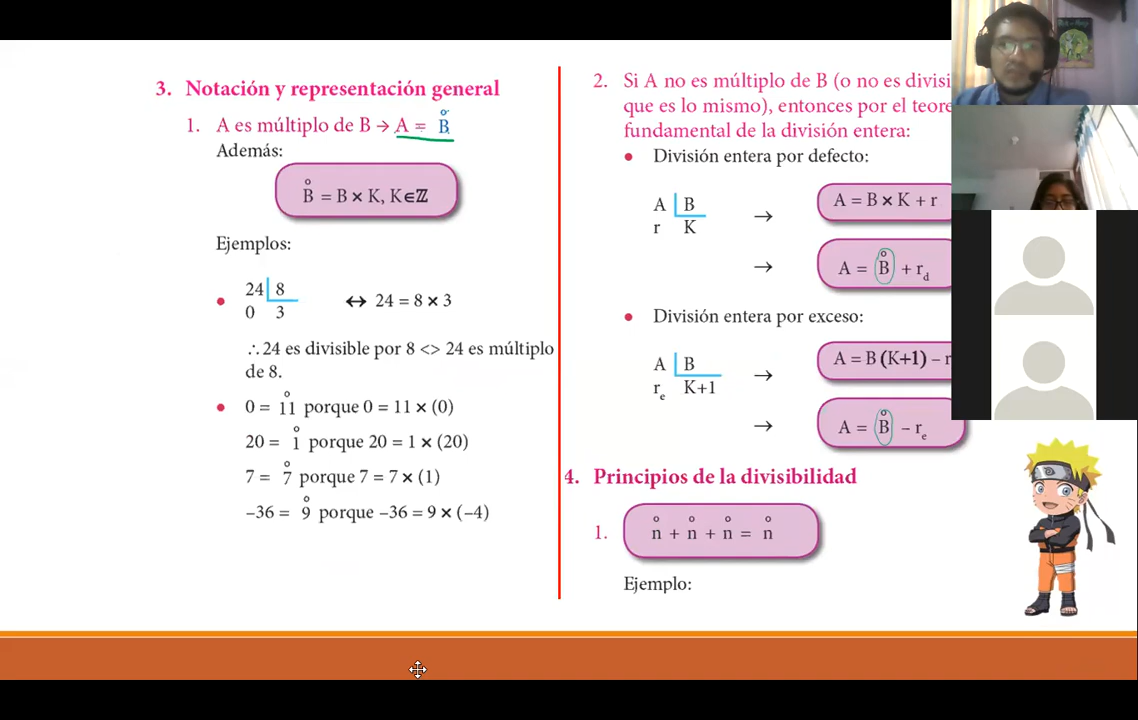 3. Notación y representación general
1. A es múltiplo de B → A = B̊
Además:
B̊ = B × K, K∈ℤ
Ejemplos:
• 24 8 ↔ 24 = 8 × 3
0 3
∴24 es divisible por 8 <> 24 es múltiplo
de 8.
• 0 = 11̊ porque 0 = 11 × (0)
20 = 1̊ porque 20 = 1 × (20)
7 = 7̊ porque 7 = 7 × (1)
–36 = 9̊ porque –36 = 9 × (–4)
2. Si A no es múltiplo de B (o no es divisi
que es lo mismo), entonces por el teore
fundamental de la división entera:
• División entera por defecto:
A B → A = B × K + r
r K
→ A = B̊ + r_d
• División entera por exceso:
A B → A = B (K+1) – r
r_e K+1
→ A = B̊ – r_e
4. Principios de la divisibilidad
1. n̊ + n̊ + n̊ = n̊
Ejemplo: